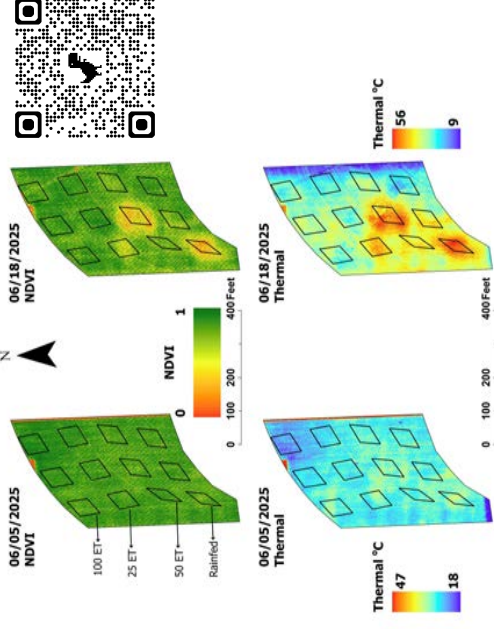 06/05/2025
NDVI
N
06/18/2025
NDVI
100 ET
25 ET
50 ET
Rainfed
NDVI
0
1
0
100
200
400 Feet
06/05/2025
Thermal
06/18/2025
Thermal
Thermal °C
47
18
Thermal °C
56
9
0
100
200
400 Feet